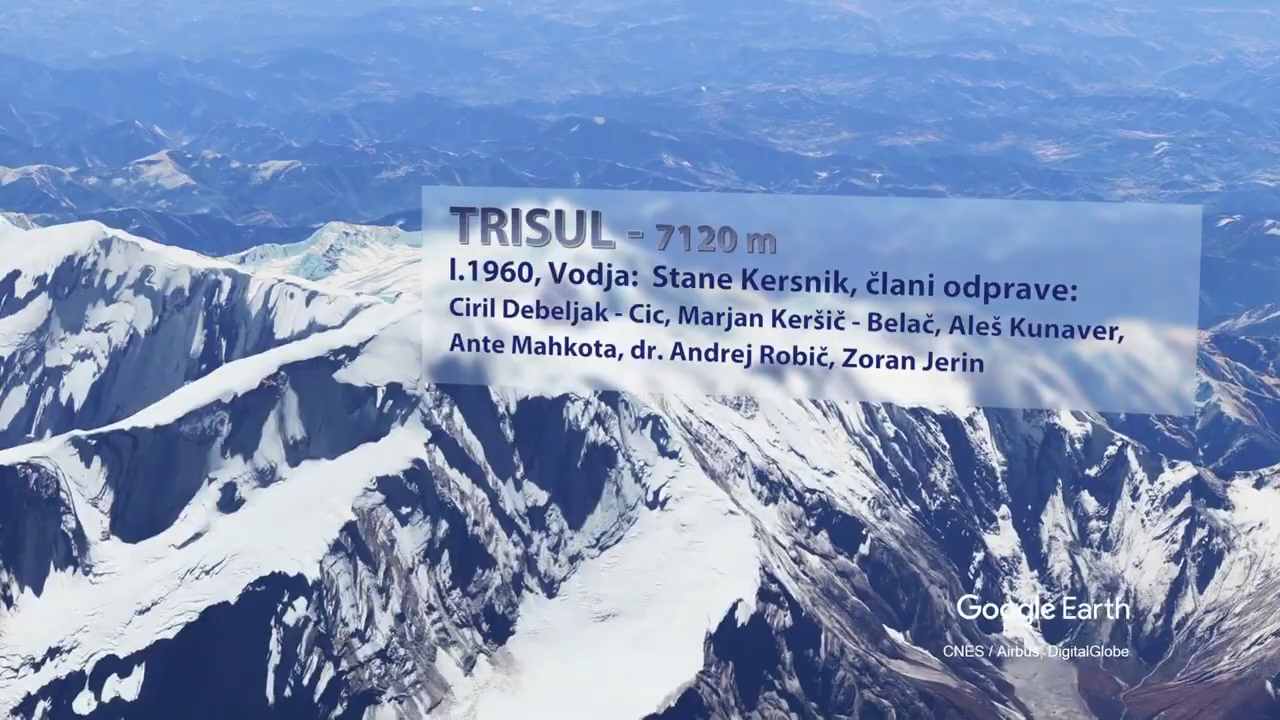 TRISUL - 7120 m
l.1960, Vodja: Stane Kersnik, člani odprave:
Ciril Debeljak - Cic, Marjan Keršič - Belač, Aleš Kunaver,
Ante Mahkota, dr. Andrej Robič, Zoran Jerin
Google Earth
CNES / Airbus, DigitalGlobe